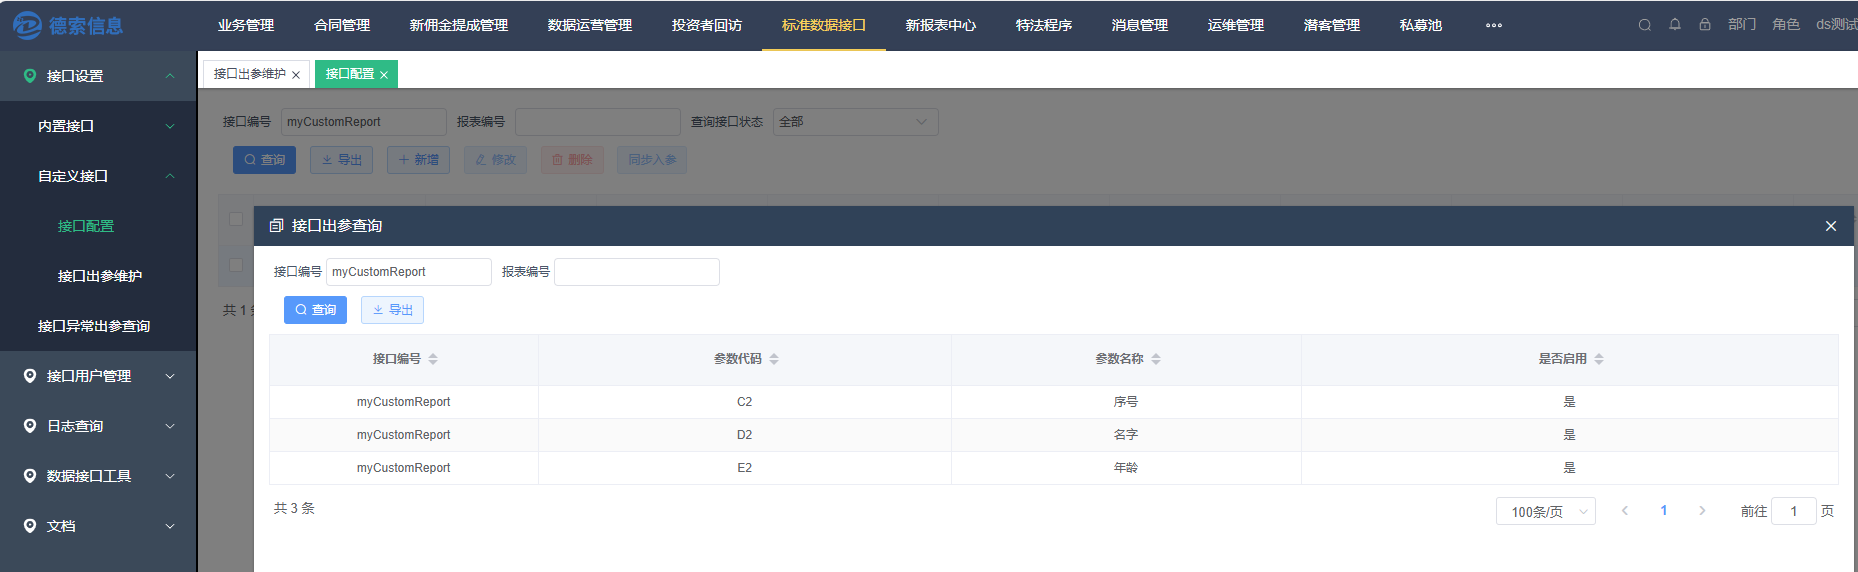 德索信息
业务管理 合同管理 新佣金提成管理 数据运营管理 投资者回访 标准数据接口 新报表中心 特法程序 消息管理 运维管理 潜客管理 私募池 ••• 部门 角色 ds测试
接口设置
内置接口
自定义接口
接口配置
接口出参维护
接口异常出参查询
接口用户管理
日志查询
数据接口工具
文档
接口出参维护 × 接口配置 ×
接口编号 myCustomReport 报表编号 查询接口状态 全部
查询 导出 新增 修改 删除 同步入参
共 1
接口出参查询
接口编号 myCustomReport 报表编号
查询 导出
接口编号 参数代码 参数名称 是否启用
myCustomReport C2 序号 是
myCustomReport D2 名字 是
myCustomReport E2 年龄 是
共 3 条
100条/页 < 1 > 前往 1 页